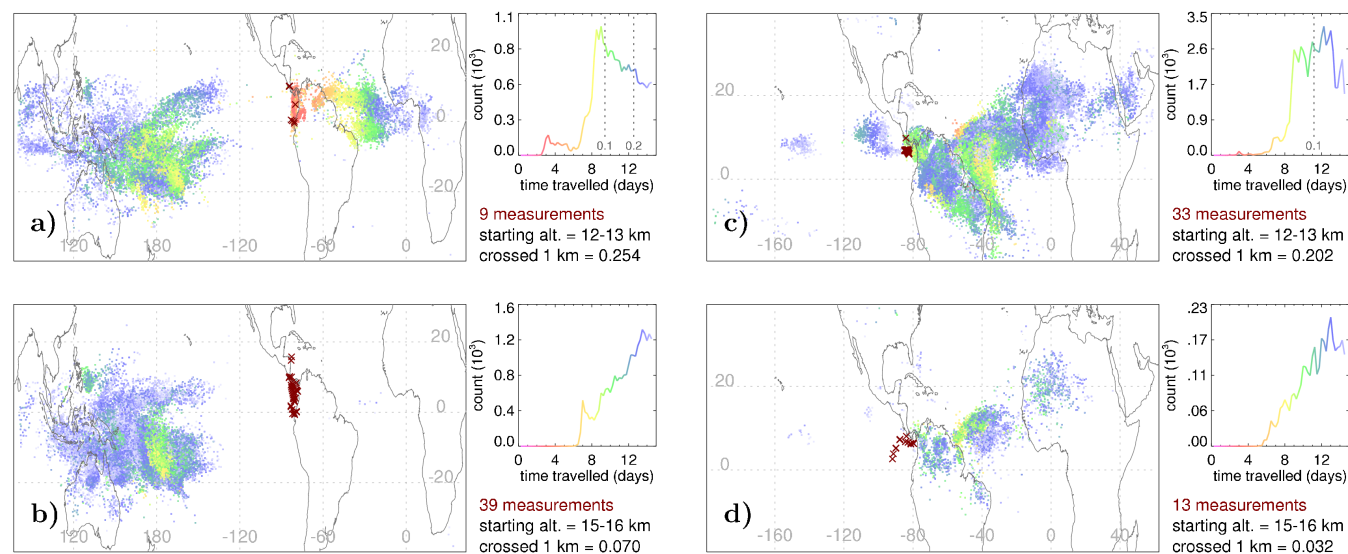 1.1
0.8
0.6
0.3
0.0
count (10³)
0.1
0.2
0 4 8 12
time travelled (days)
20
0
-20
120 -180 -120 -60 0
a)
9 measurements
starting alt. = 12-13 km
crossed 1 km = 0.254
3.5
2.6
1.7
0.9
0.0
count (10³)
0.1
0 4 8 12
time travelled (days)
20
0
-160 -120 -80 -40 0 40
c)
33 measurements
starting alt. = 12-13 km
crossed 1 km = 0.202
1.6
1.2
0.8
0.4
0.0
count (10³)
0 4 8 12
time travelled (days)
20
0
-20
120 -180 -120 -60 0
b)
39 measurements
starting alt. = 15-16 km
crossed 1 km = 0.070
.23
.17
.11
.06
.00
count (10³)
0 4 8 12
time travelled (days)
20
0
-160 -120 -80 -40 0 40
d)
13 measurements
starting alt. = 15-16 km
crossed 1 km = 0.032